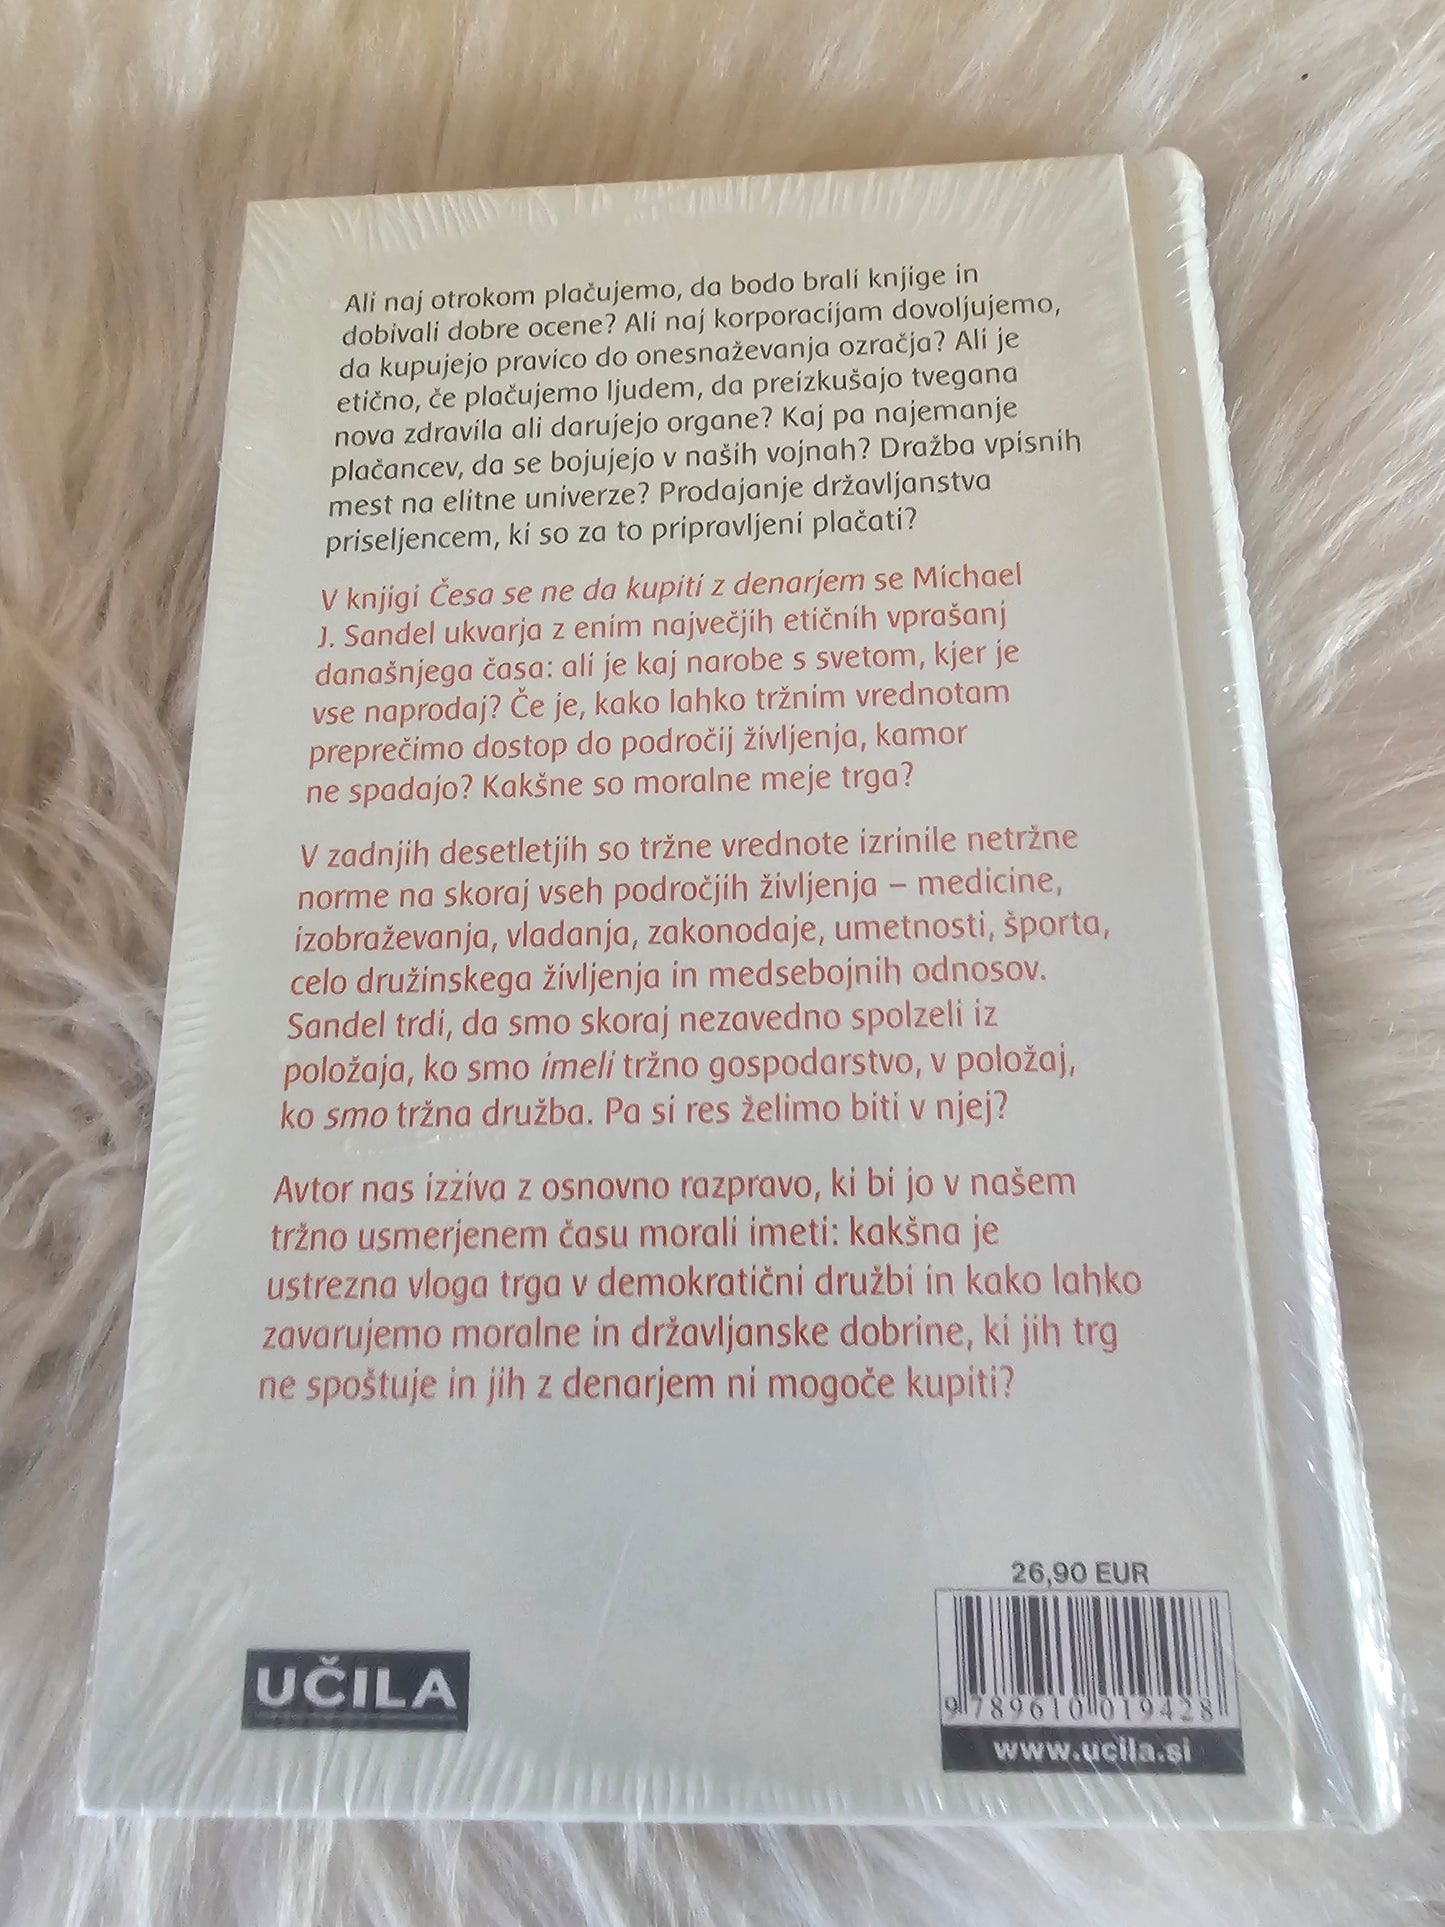 Ali naj otrokom plačujemo, da bodo brali knjige in
dobivali dobre ocene? Ali naj korporacijam dovoljujemo,
da kupujejo pravico do onesnaževanja ozračja? Ali je
etično, če plačujemo ljudem, da preizkušajo tvegana
nova zdravila ali darujejo organe? Kaj pa najemanje
plačancev, da se bojujejo v naših vojnah? Dražba vpisnih
mest na elitne univerze? Prodajanje državljanstva
priseljencem, ki so za to pripravljeni plačati?
V knjigi Česa se ne da kupiti z denarjem se Michael
J. Sandel ukvarja z enim največjih etičnih vprašanj
današnjega časa: ali je kaj narobe s svetom, kjer je
vse naprodaj? Če je, kako lahko tržnim vrednotam
preprečimo dostop do področij življenja, kamor
ne spadajo? Kakšne so moralne meje trga?
V zadnjih desetletjih so tržne vrednote izrinile netržne
norme na skoraj vseh področjih življenja – medicine,
izobraževanja, vladanja, zakonodaje, umetnosti, športa,
celo družinskega življenja in medsebojnih odnosov.
Sandel trdi, da smo skoraj nezavedno spolzeli iz
položaja, ko smo imeli tržno gospodarstvo, v položaj,
ko smo tržna družba. Pa si res želimo biti v njej?
Avtor nas izziva z osnovno razpravo, ki bi jo v našem
tržno usmerjenem času morali imeti: kakšna je
ustrezna vloga trga v demokratični družbi in kako lahko
zavarujemo moralne in državljanske dobrine, ki jih trg
ne spoštuje in jih z denarjem ni mogoče kupiti?
26,90 EUR
9 789610 019428
UČILA
www.ucila.si